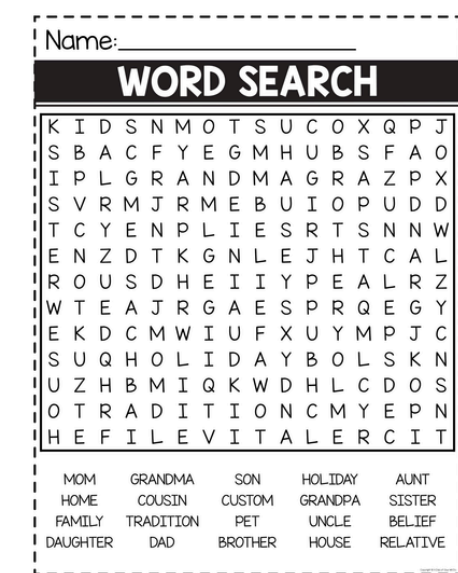 Name:
WORD SEARCH
K I D S N M O T S U C O X Q P J
S B A C F Y E G M H U B S F A O
I P L G R A N D M A G R A Z P X
S V R M J R M E B U I O P U D D
T C Y E N P L I E S R T S N N W
E N Z D T K G N L E J H T C A L
R O U S D H E I I Y P E A L R Z
W T E A J R G A E S P R Q E G Y
E K D C M W I U F X U Y M P J C
S U Q H O L I D A Y B O L S K N
U Z H B M I Q K W D H L C D O S
O T R A D I T I O N C M Y E P N
H E F I L E V I T A L E R C I T
MOM GRANDMA SON HOLIDAY AUNT
HOME COUSIN CUSTOM GRANDPA SISTER
FAMILY TRADITION PET UNCLE BELIEF
DAUGHTER DAD BROTHER HOUSE RELATIVE